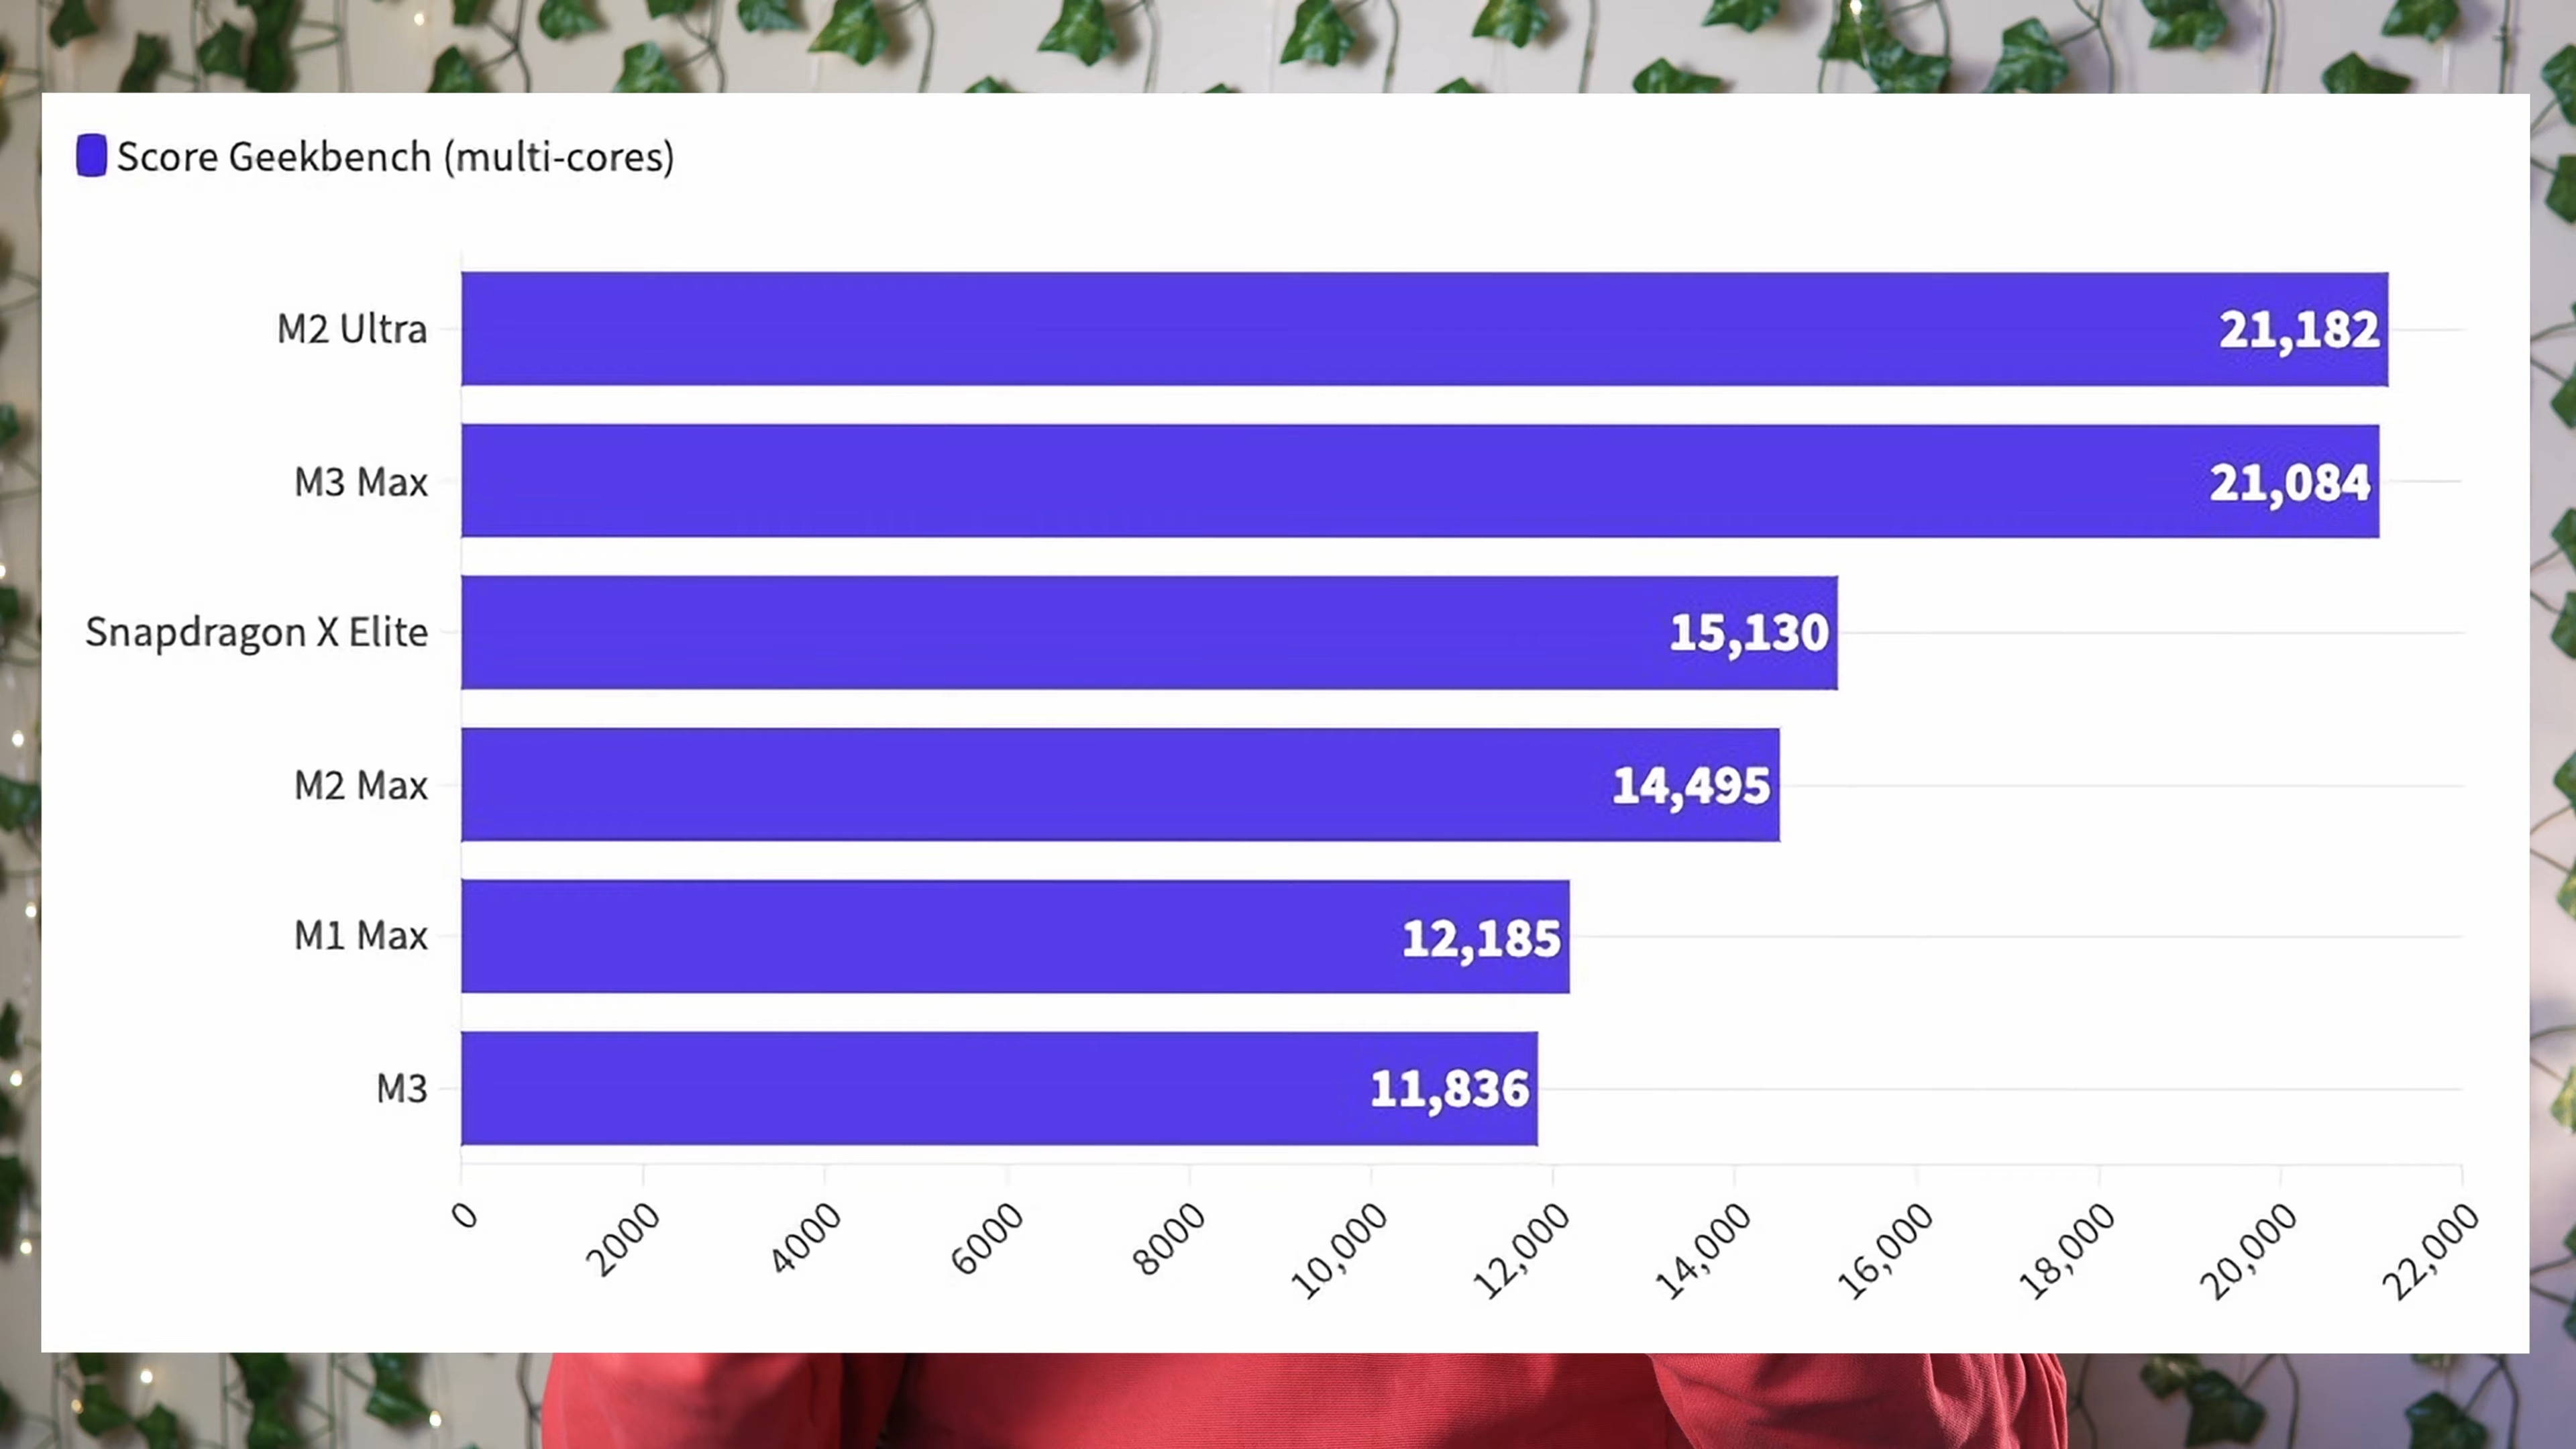 Score Geekbench (multi-cores)
M2 Ultra 21,182
M3 Max 21,084
Snapdragon X Elite 15,130
M2 Max 14,495
M1 Max 12,185
M3 11,836
0 2000 4000 6000 8000 10,000 12,000 14,000 16,000 18,000 20,000 22,000